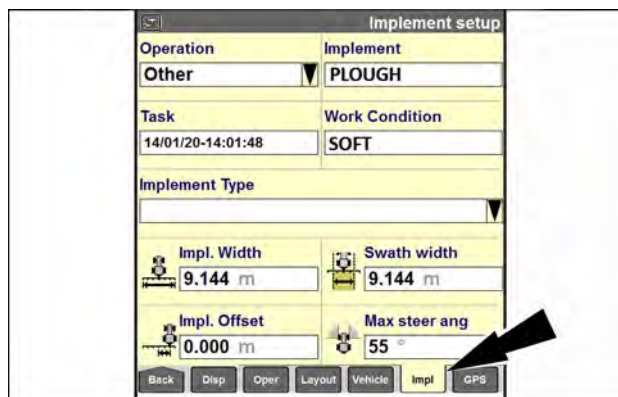 Implement setup
Operation
Implement
Other
PLOUGH
Task
Work Condition
14/01/20-14:01:48
SOFT
Implement Type
Impl. Width
Swath width
9.144 m
9.144 m
Impl. Offset
Max steer ang
0.000 m
55 °
Back Disp Oper Layout Vehicle Impl GPS